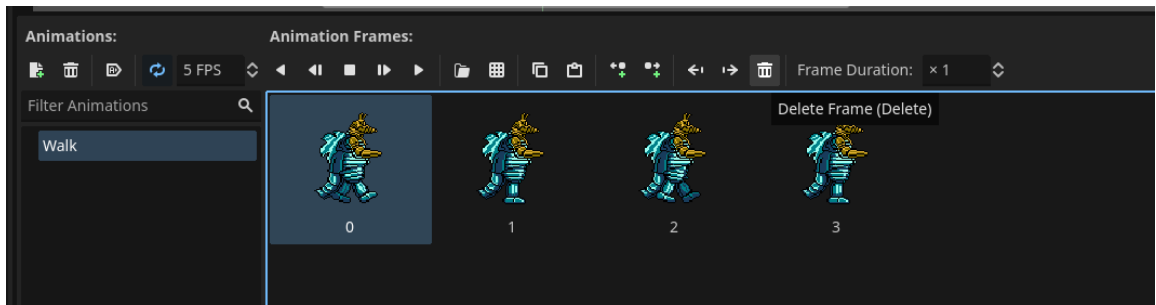 Animations:
Animation Frames:
5 FPS
Frame Duration: × 1
Filter Animations
Delete Frame (Delete)
Walk
0
1
2
3